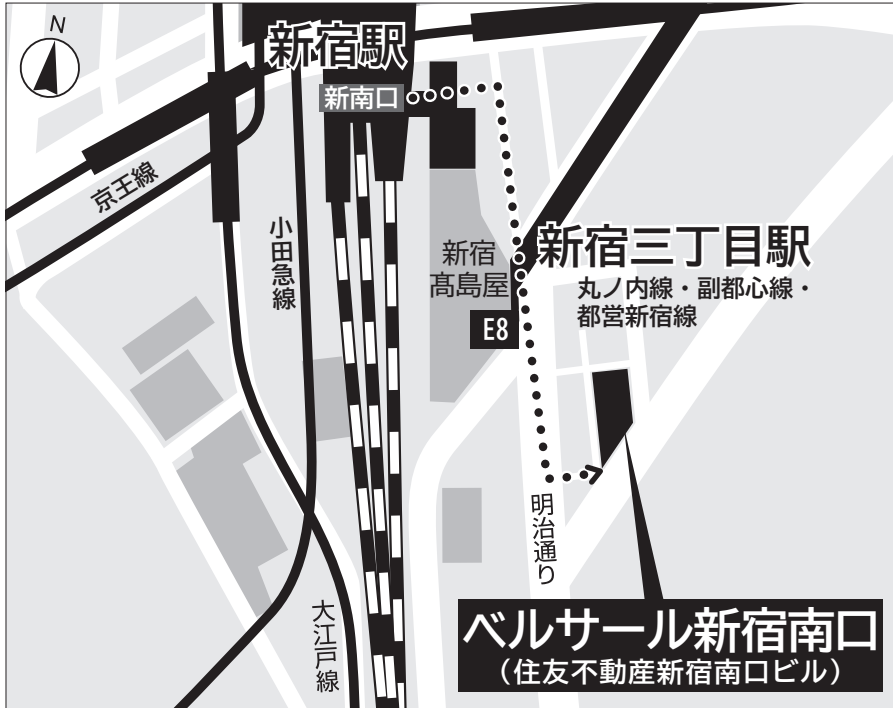 N
新宿駅
新南口
京王線
小田急線
新宿
髙島屋
新宿三丁目駅
丸ノ内線・副都心線・
都営新宿線
E8
明治通り
大江戸線
ベルサール新宿南口
（住友不動産新宿南口ビル）